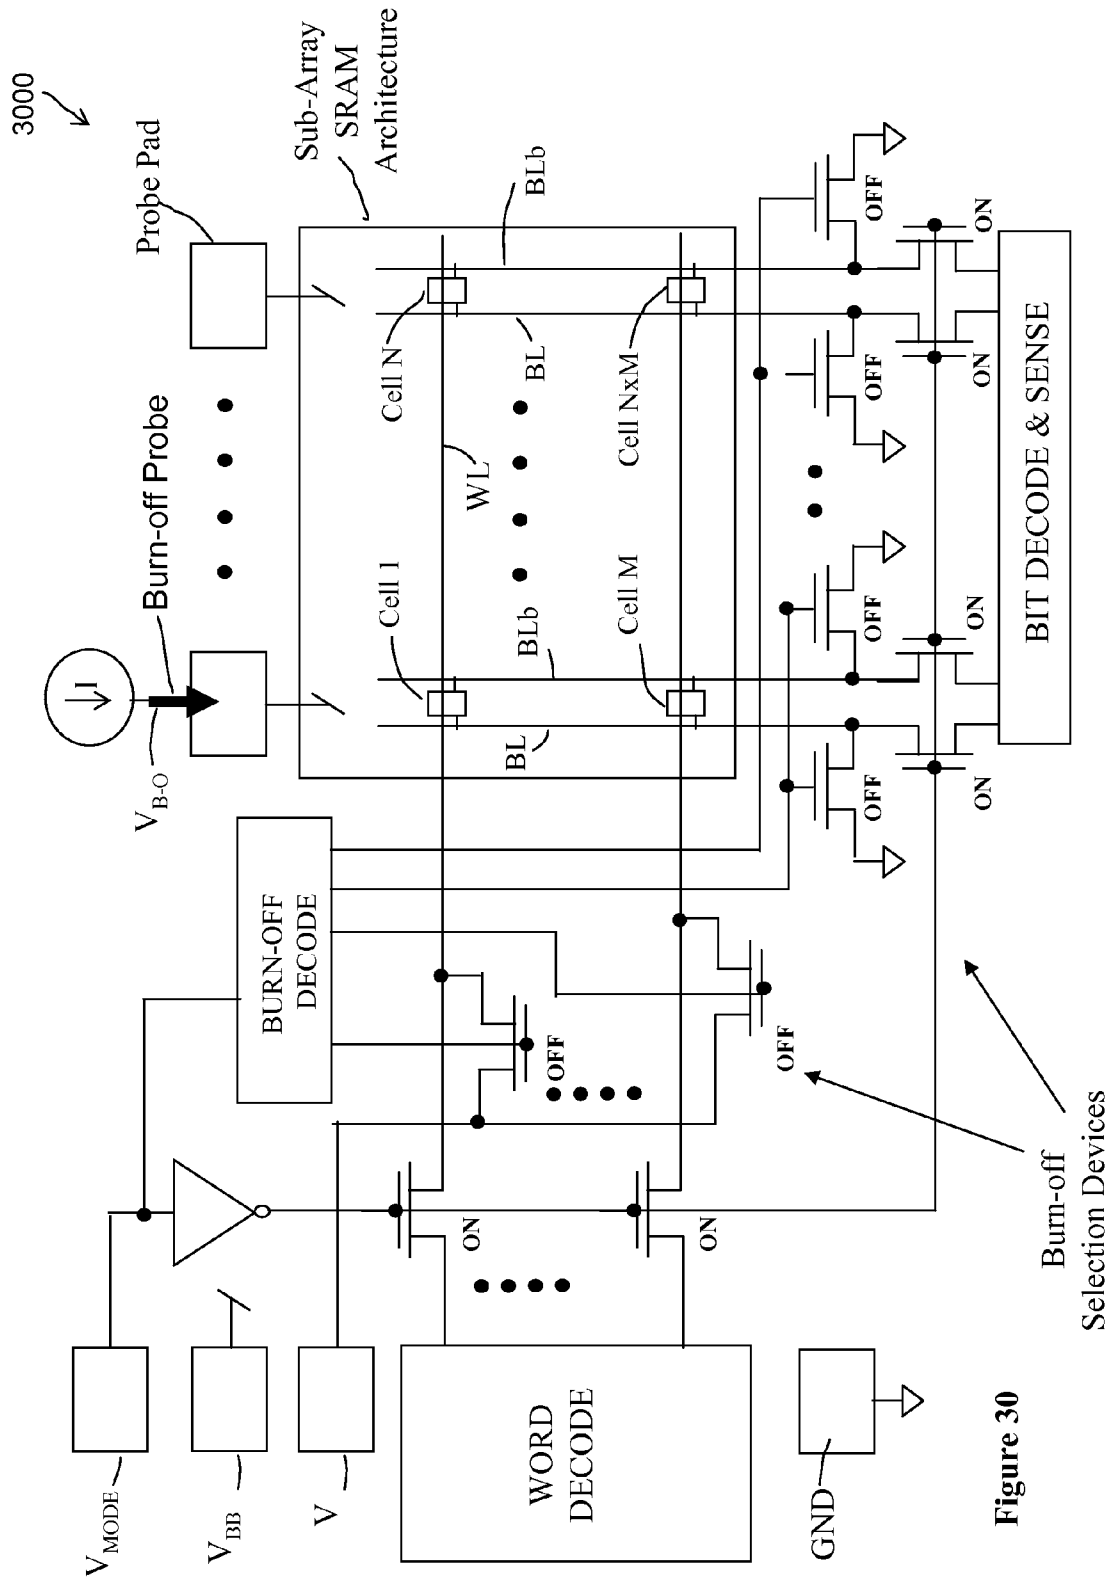 3000
Probe Pad
Sub-Array
SRAM
Architecture
Burn-off Probe
I
V_B-O
BLb
Cell N
BL
Cell NxM
WL
Cell 1
BLb
Cell M
BL
BURN-OFF
DECODE
OFF
OFF
OFF
OFF
ON
ON
ON
ON
BIT DECODE & SENSE
OFF
OFF
ON
ON
V_MODE
V_BB
V
WORD
DECODE
GND
Burn-off
Selection Devices
Figure 30